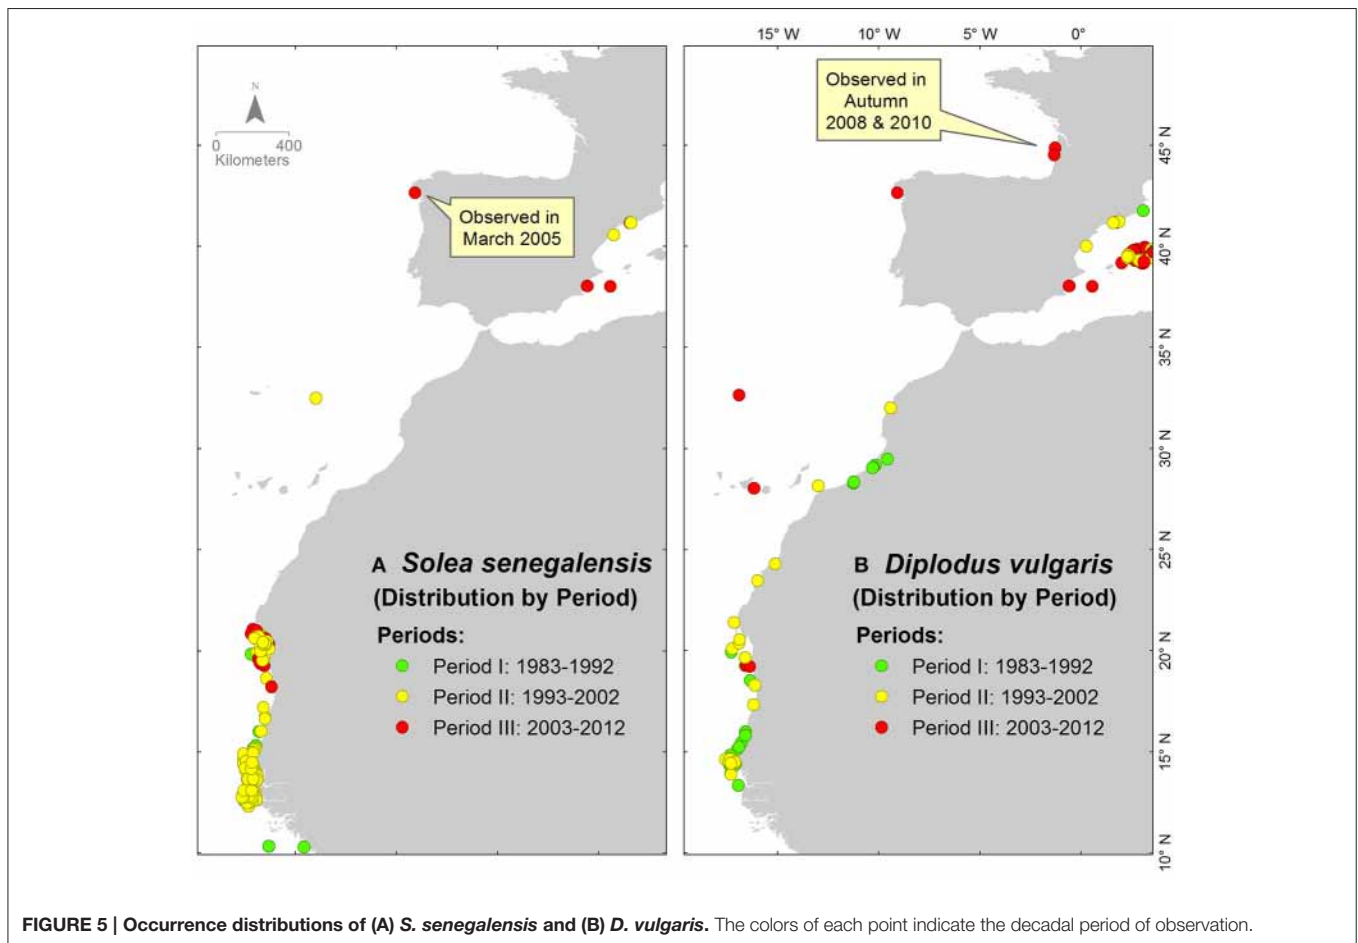 15° W 10° W 5° W 0°
N
0 400
Kilometers
Observed in
March 2005
A Solea senegalensis
(Distribution by Period)
Periods:
Period I: 1983-1992
Period II: 1993-2002
Period III: 2003-2012
Observed in
Autumn
2008 & 2010
B Diplodus vulgaris
(Distribution by Period)
Periods:
Period I: 1983-1992
Period II: 1993-2002
Period III: 2003-2012
45° N
40° N
35° N
30° N
25° N
20° N
15° N
10° N
FIGURE 5 | Occurrence distributions of (A) S. senegalensis and (B) D. vulgaris. The colors of each point indicate the decadal period of observation.